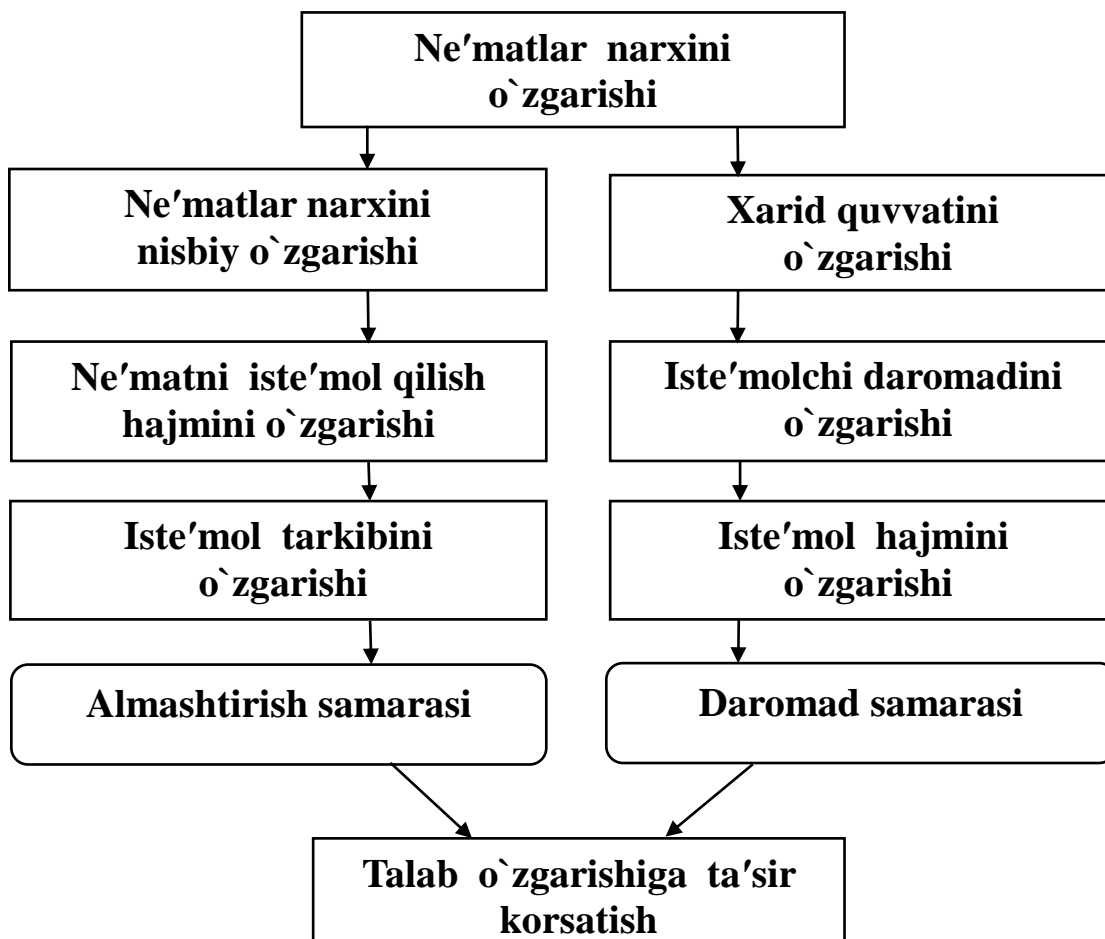 Ne′matlar narxini
o`zgarishi
Ne′matlar narxini
nisbiy o`zgarishi
Xarid quvvatini
o`zgarishi
Ne′matni iste′mol qilish
hajmini o`zgarishi
Iste′molchi daromadini
o`zgarishi
Iste′mol tarkibini
o`zgarishi
Iste′mol hajmini
o`zgarishi
Almashtirish samarasi
Daromad samarasi
Talab o`zgarishiga ta′sir
korsatish